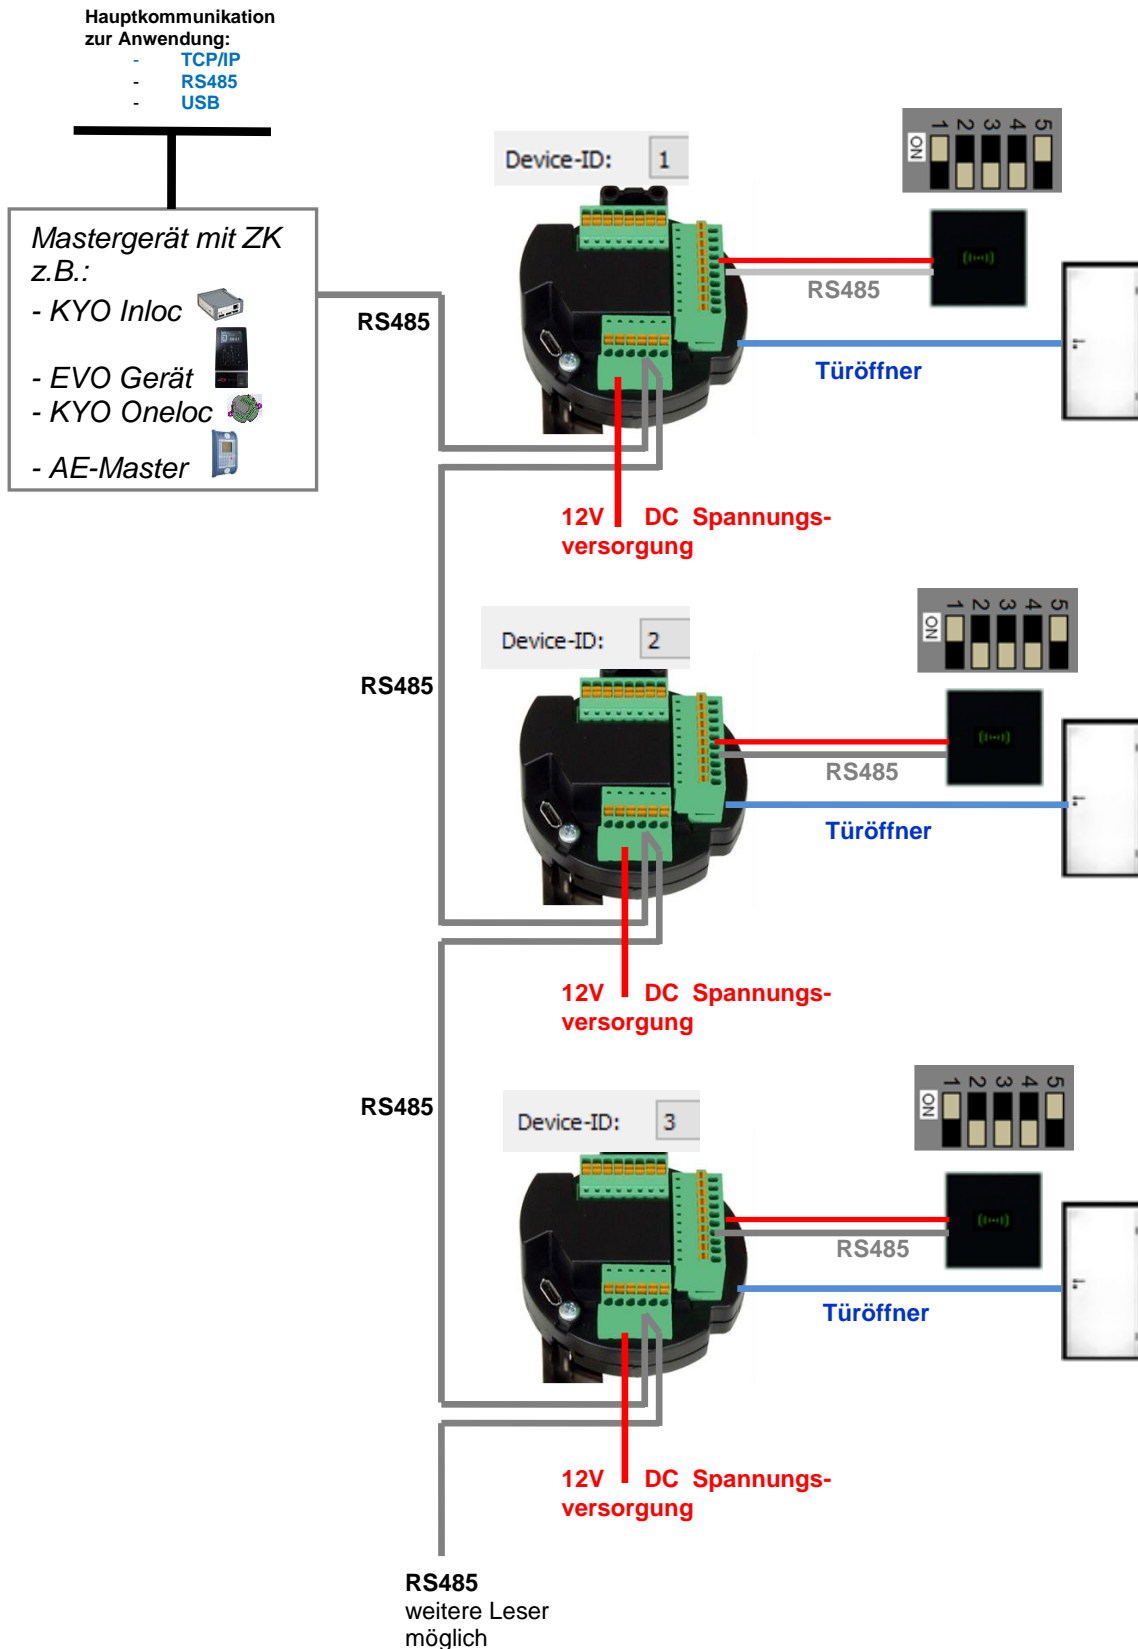 Hauptkommunikation
zur Anwendung:
- TCP/IP
- RS485
- USB
Mastergerät mit ZK
z.B.:
- KYO Inloc
- EVO Gerät
- KYO Oneloc
- AE-Master
RS485
Device-ID: 1
1 2 3 4 5
ON
RS485
Türöffner
12V DC Spannungs-
versorgung
RS485
Device-ID: 2
1 2 3 4 5
ON
RS485
Türöffner
12V DC Spannungs-
versorgung
RS485
Device-ID: 3
1 2 3 4 5
ON
RS485
Türöffner
12V DC Spannungs-
versorgung
RS485
weitere Leser
möglich